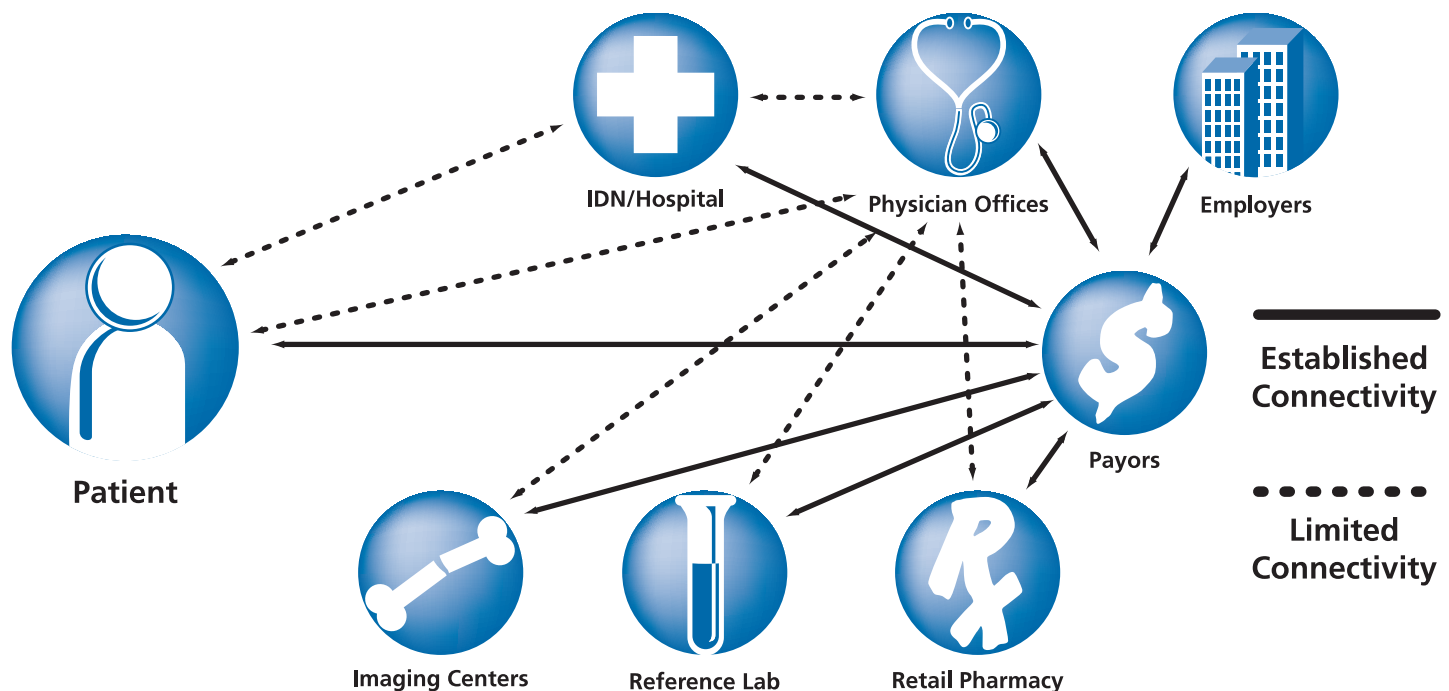 IDN/Hospital
Physician Offices
Employers
Patient
Payors
Established
Connectivity
Limited
Connectivity
Imaging Centers
Reference Lab
Retail Pharmacy